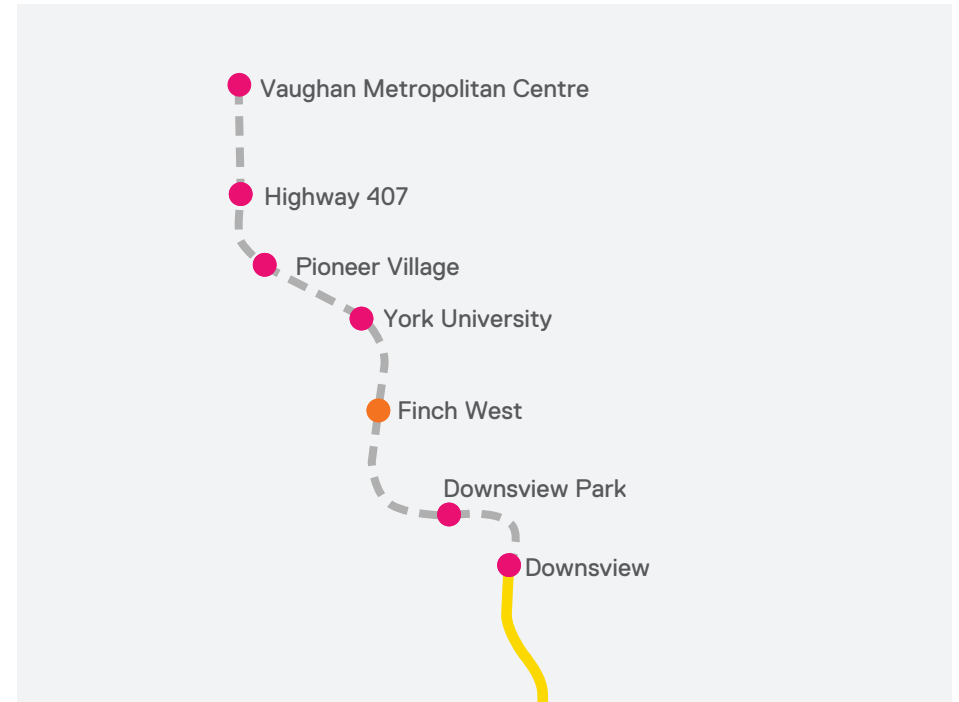 Vaughan Metropolitan Centre
Highway 407
Pioneer Village
York University
Finch West
Downsview Park
Downsview